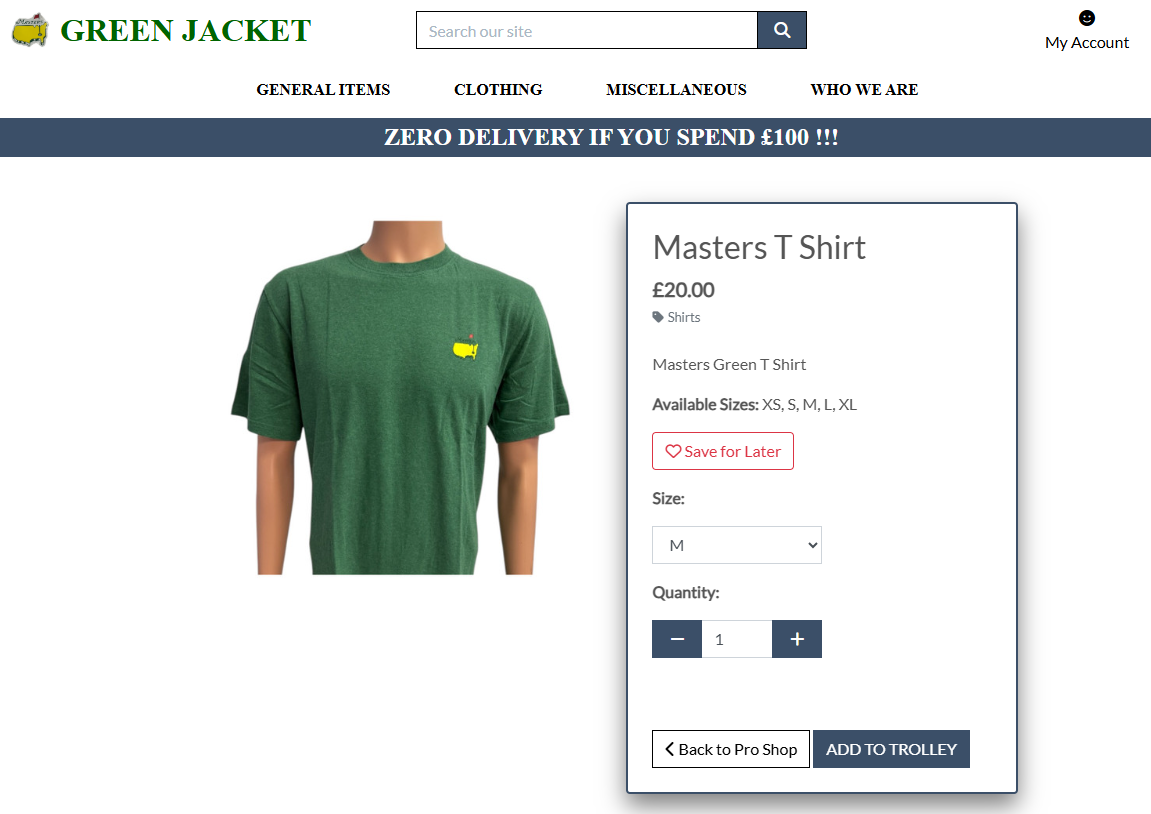 GREEN JACKET
Search our site
My Account
GENERAL ITEMS CLOTHING MISCELLANEOUS WHO WE ARE
ZERO DELIVERY IF YOU SPEND £100 !!!
Masters T Shirt
£20.00
Shirts
Masters Green T Shirt
Available Sizes: XS, S, M, L, XL
Save for Later
Size:
M
Quantity:
1
Back to Pro Shop ADD TO TROLLEY